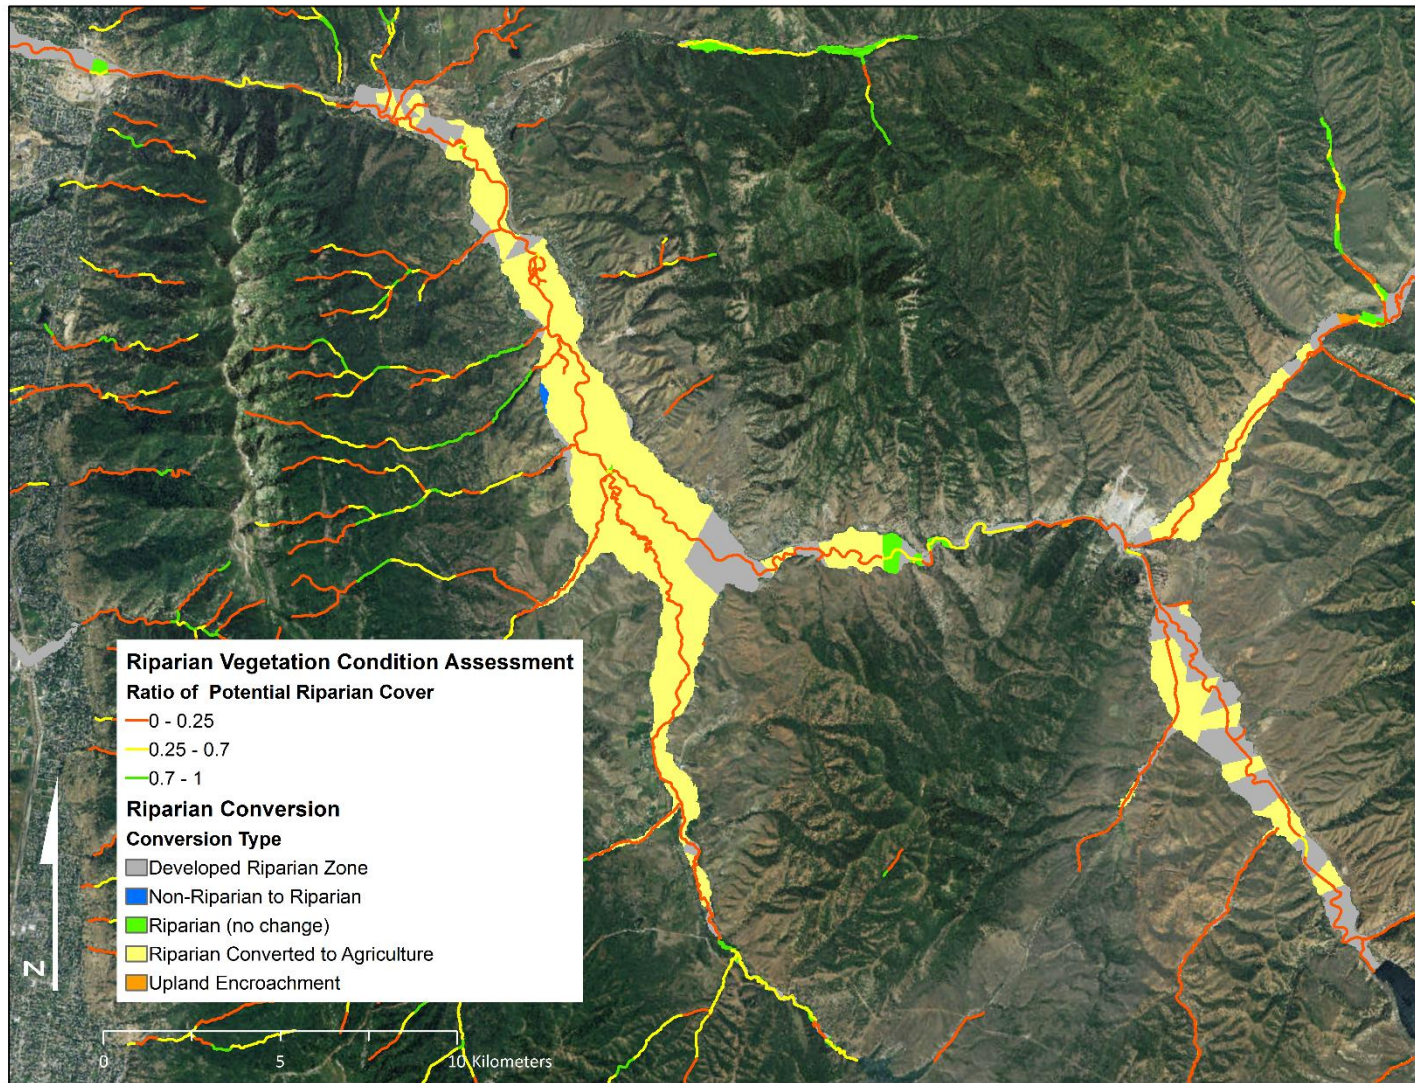 Riparian Vegetation Condition Assessment
Ratio of Potential Riparian Cover
0 - 0.25
0.25 - 0.7
0.7 - 1
Riparian Conversion
Conversion Type
Developed Riparian Zone
Non-Riparian to Riparian
Riparian (no change)
Riparian Converted to Agriculture
Upland Encroachment
N
0 5 10 Kilometers